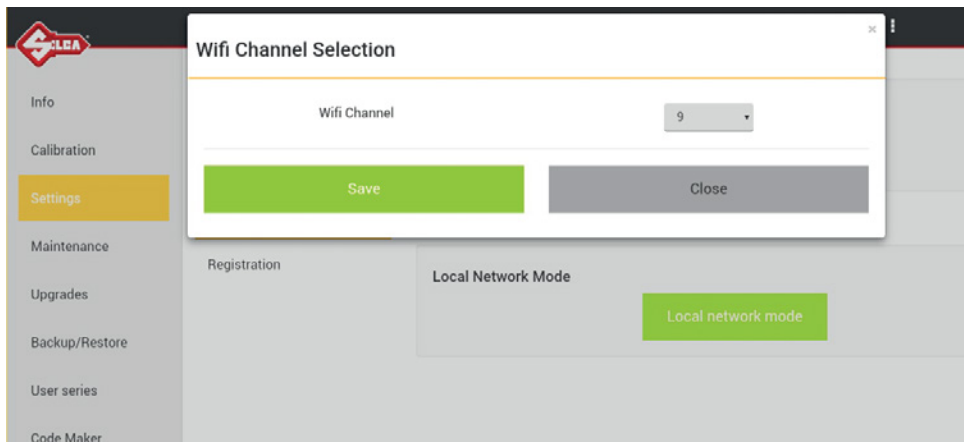 SILCA
Wifi Channel Selection
×
Wifi Channel
9
Save
Close
Info
Calibration
Settings
Maintenance
Upgrades
Backup/Restore
User series
Code Maker
Registration
Local Network Mode
Local network mode